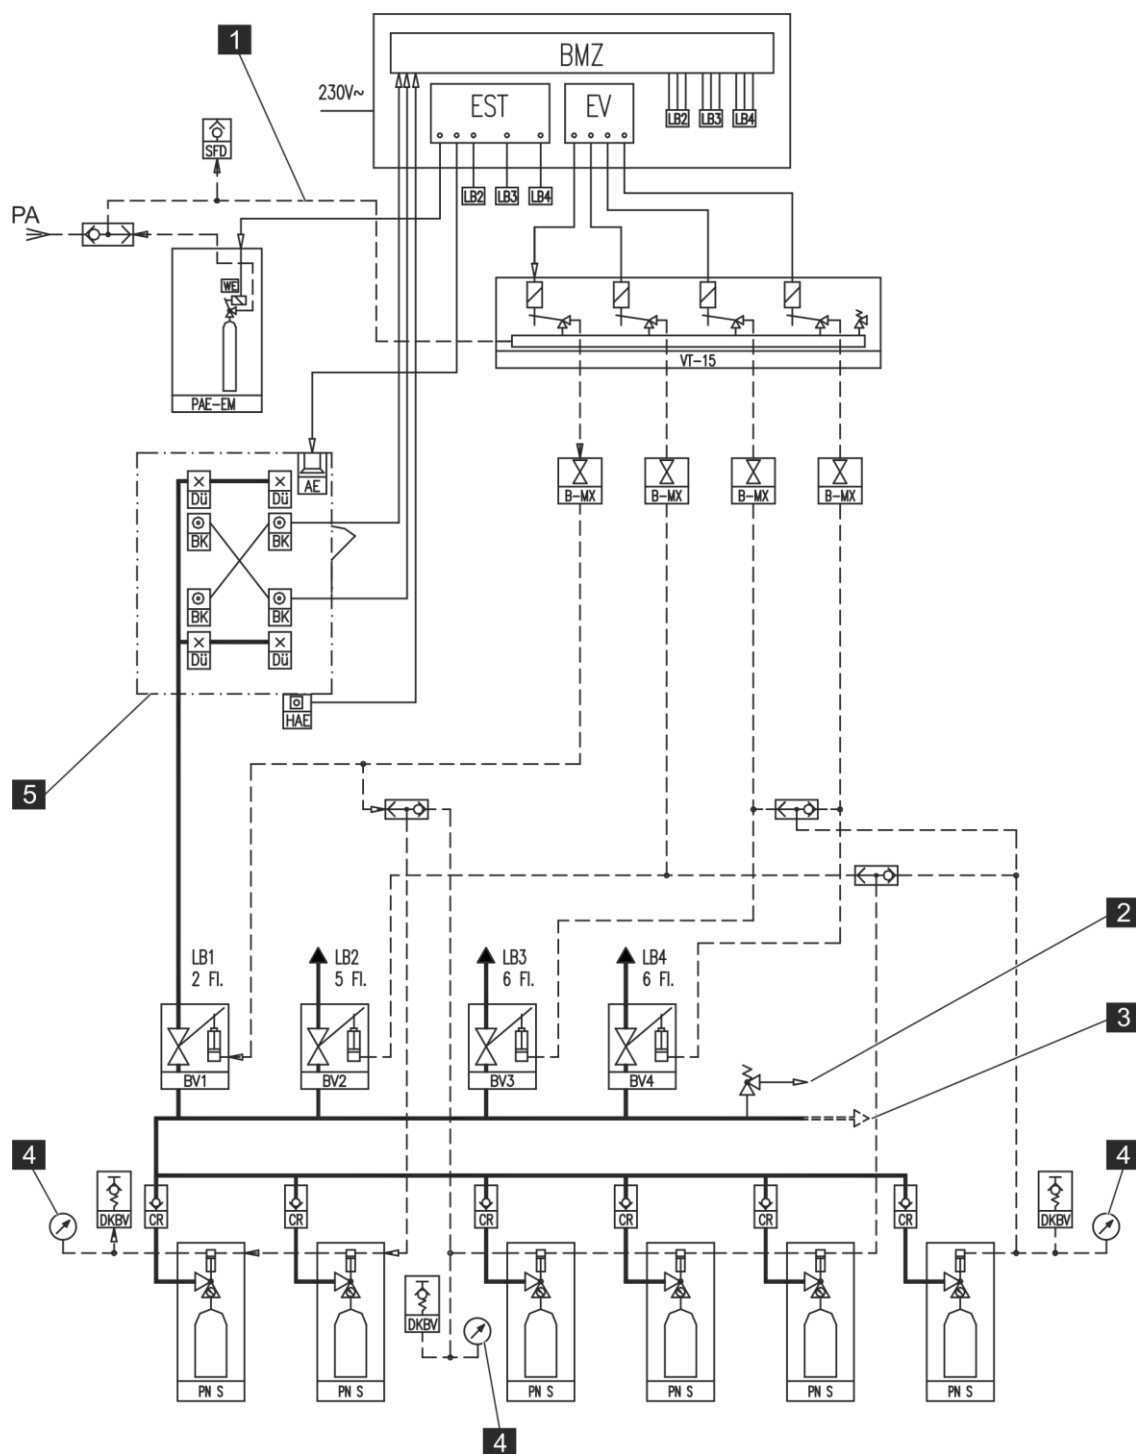 1
BMZ
230V~
EST
EV
LB2 LB3 LB4
SFD
LB2 LB3 LB4
PA
WE
PAE-EM
VT-15
AE
Dü Dü
B-MX B-MX B-MX B-MX
BK BK
BK BK
Dü Dü
HAE
5
2
LB1
2 Fl.
LB2
5 Fl.
LB3
6 Fl.
LB4
6 Fl.
3
BV1 BV2 BV3 BV4
4
4
DKBV CR CR CR CR CR CR DKBV
DKBV
PN S PN S PN S PN S PN S PN S
4